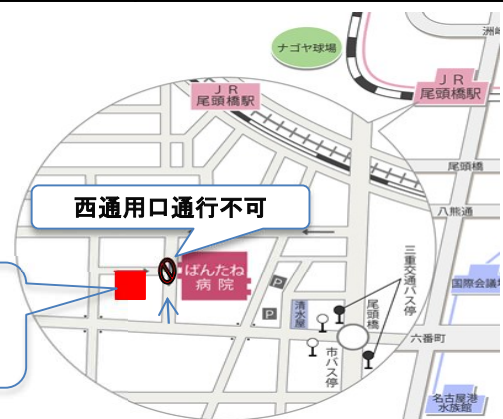 ナゴヤ球場
ＪＲ
尾頭橋駅
ＪＲ
尾頭橋駅
尾頭橋
八熊通
西通用口通行不可
ばんたね
病院
P
P
清水屋
尾頭橋
三重交通バス停
市バス停
国際会議場
六番町
名古屋港
水族館